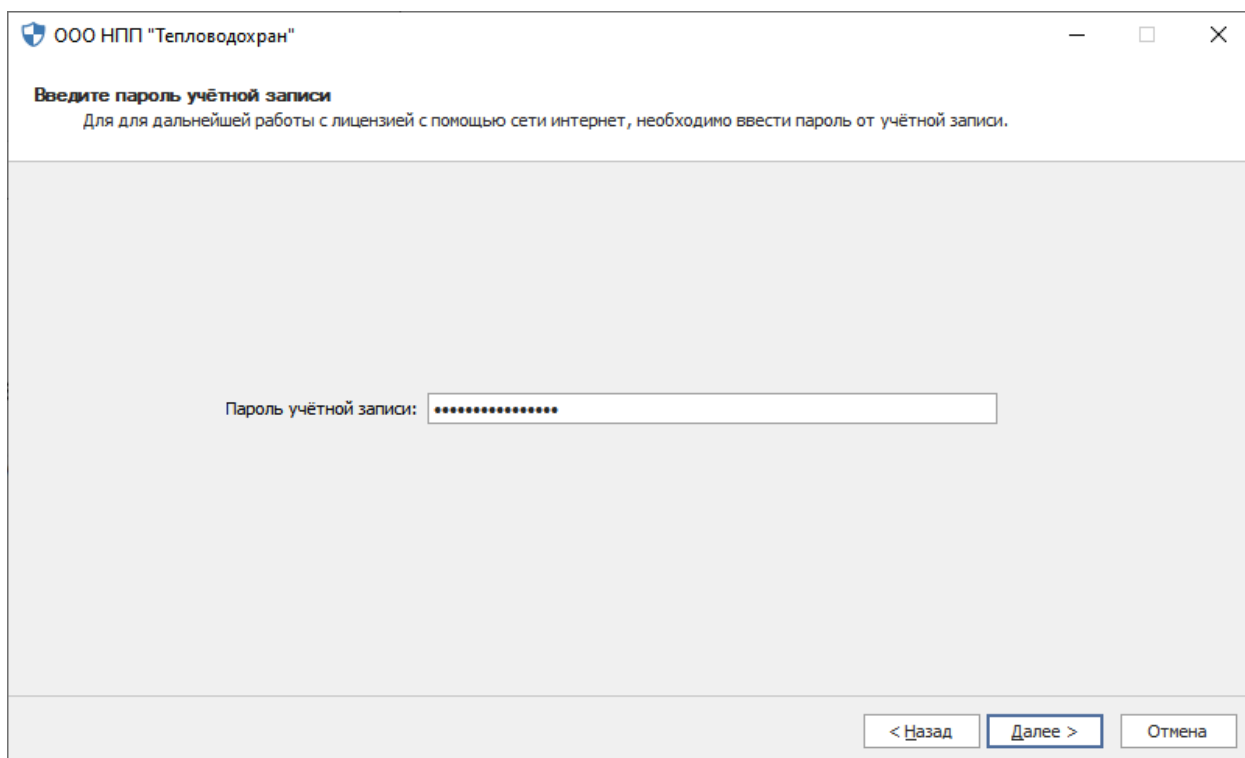 ООО НПП "Тепловодохран"
Введите пароль учётной записи
Для для дальнейшей работы с лицензией с помощью сети интернет, необходимо ввести пароль от учётной записи.
Пароль учётной записи: ••••••••••••••••
< Назад Далее > Отмена